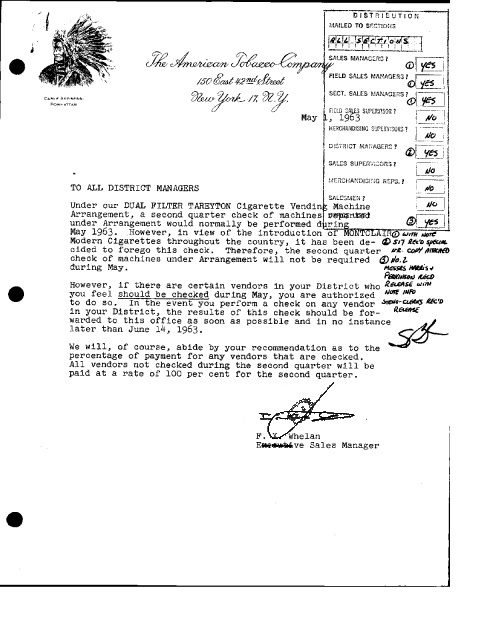 DISTRIBUTION
MAILED TO SECTIONS
ALL SECTIONS
SALES MANAGERS? ① YES
FIELD SALES MANAGERS? ① YES
SECT. SALES MANAGERS? ① YES
FIELD SALES SUPERVISOR? NO
MERCHANDISING SUPERVISORS? NO
DISTRICT MANAGERS? ② YES
SALES SUPERVISORS? NO
MERCHANDISING REPS.? NO
SALESMEN? NO
③ YES
The American Tobacco Company
150 East 42nd Street
New York 17, N.Y.
May 1, 1963
TO ALL DISTRICT MANAGERS
Under our DUAL FILTER TAREYTON Cigarette Vending Machine
Arrangement, a second quarter check of machines
under Arrangement would normally be performed during
May 1963. However, in view of the introduction of MONTCLAIR
Modern Cigarettes throughout the country, it has been de-
cided to forego this check. Therefore, the second quarter
check of machines under Arrangement will not be required
during May.
① WITH NOTE
② 517 REC'D SPECIAL
HR. COPY ATTACHED
③ NO. 2
RELEASE WITH
NOTE INFO
REC'D
RELEASE
However, if there are certain vendors in your District who
you feel should be checked during May, you are authorized
to do so. In the event you perform a check on any vendor
in your District, the results of this check should be for-
warded to this office as soon as possible and in no instance
later than June 14, 1963.
We will, of course, abide by your recommendation as to the
percentage of payment for any vendors that are checked.
All vendors not checked during the second quarter will be
paid at a rate of 100 per cent for the second quarter.
F. X. Whelan
Executive Sales Manager